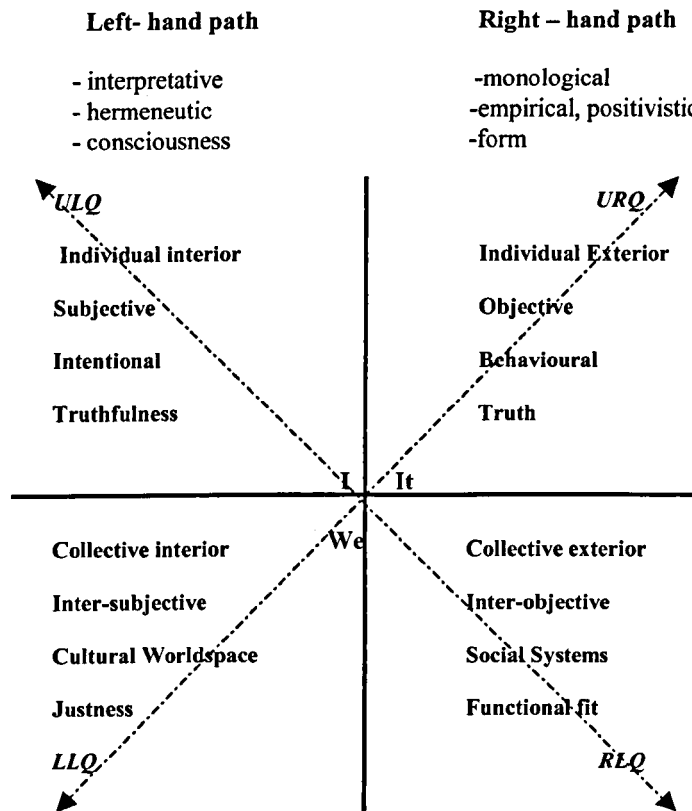 Left- hand path
- interpretative
- hermeneutic
- consciousness
Right – hand path
-monological
-empirical, positivistic
-form
ULQ
Individual interior
Subjective
Intentional
Truthfulness
I
URQ
Individual Exterior
Objective
Behavioural
Truth
It
We
Collective interior
Inter-subjective
Cultural Worldspace
Justness
LLQ
Collective exterior
Inter-objective
Social Systems
Functional fit
RLQ